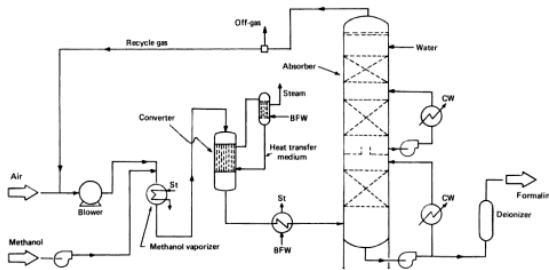 Off-gas
Recycle gas
Water
Absorber
Steam
CW
Converter
BFW
Heat transfer
medium
Air
St
CW
St
Formalin
Blower
Deionizer
Methanol
Methanol vaporizer
BFW